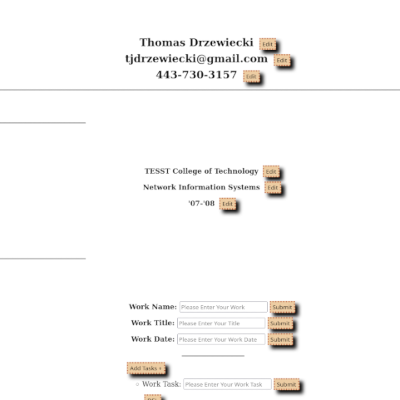 Thomas Drzewiecki Edit
tjdrzewiecki@gmail.com Edit
443-730-3157 Edit
TESST College of Technology Edit
Network Information Systems Edit
'07-'08 Edit
Work Name: Please Enter Your Work Submit
Work Title: Please Enter Your Title Submit
Work Date: Please Enter Your Work Date Submit
Add Tasks +
Work Task: Please Enter Your Work Task Submit